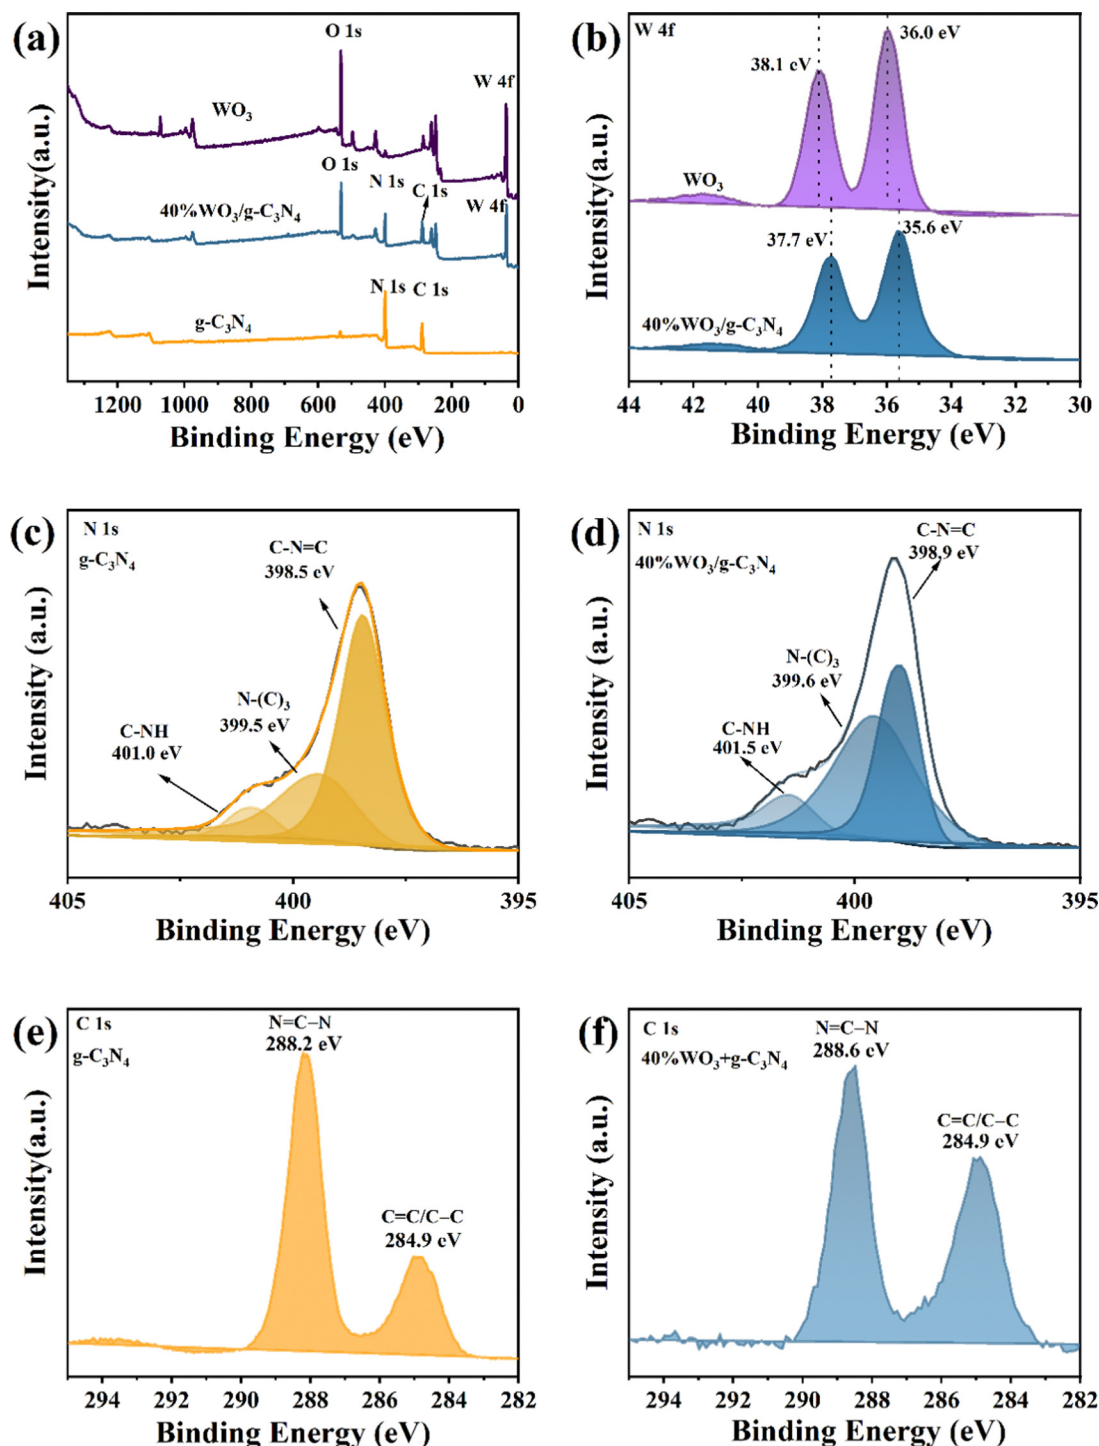 (a)
O 1s
W 4f
WO₃
O 1s
N 1s
C 1s
W 4f
40%WO₃/g-C₃N₄
N 1s
C 1s
g-C₃N₄
Intensity(a.u.)
1200 1000 800 600 400 200 0
Binding Energy (eV)
(b)
W 4f
36.0 eV
38.1 eV
WO₃
37.7 eV
35.6 eV
40%WO₃/g-C₃N₄
Intensity(a.u.)
44 42 40 38 36 34 32 30
Binding Energy (eV)
(c)
N 1s
g-C₃N₄
C-N=C
398.5 eV
N-(C)₃
399.5 eV
C-NH
401.0 eV
Intensity (a.u.)
405 400 395
Binding Energy (eV)
(d)
N 1s
40%WO₃/g-C₃N₄
C-N=C
398.9 eV
N-(C)₃
399.6 eV
C-NH
401.5 eV
Intensity (a.u.)
405 400 395
Binding Energy (eV)
(e)
C 1s
g-C₃N₄
N=C–N
288.2 eV
C=C/C–C
284.9 eV
Intensity(a.u.)
294 292 290 288 286 284 282
Binding Energy (eV)
(f)
C 1s
40%WO₃+g-C₃N₄
N=C–N
288.6 eV
C=C/C–C
284.9 eV
Intensity (a.u.)
294 292 290 288 286 284 282
Binding Energy (eV)